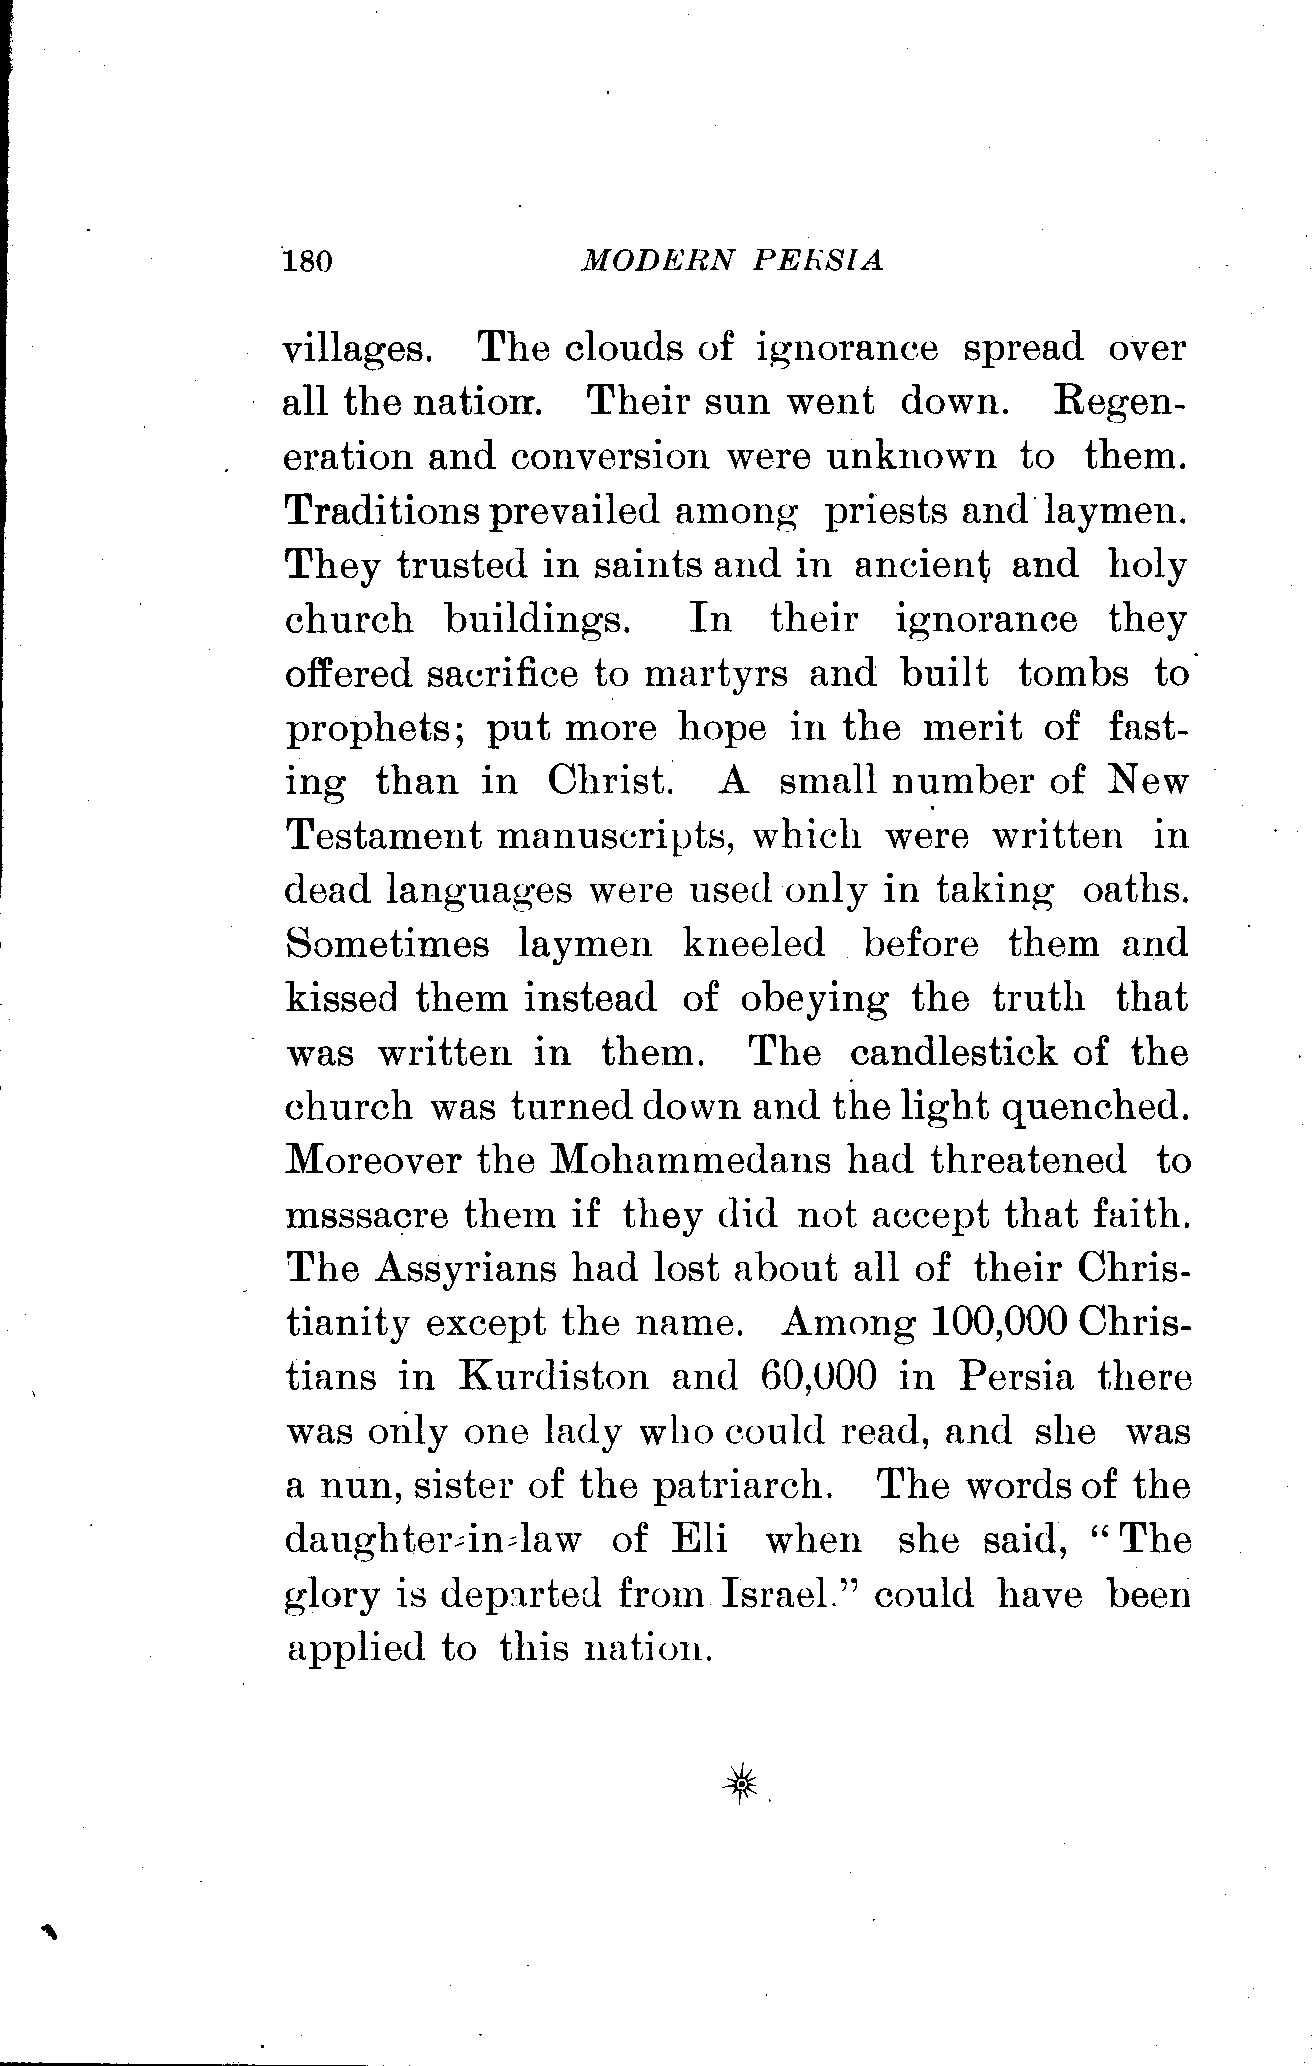 180 MODERN PERSIA
villages. The clouds of ignorance spread over
all the nation. Their sun went down. Regen-
eration and conversion were unknown to them.
Traditions prevailed among priests and laymen.
They trusted in saints and in ancient and holy
church buildings. In their ignorance they
offered sacrifice to martyrs and built tombs to
prophets; put more hope in the merit of fast-
ing than in Christ. A small number of New
Testament manuscripts, which were written in
dead languages were used only in taking oaths.
Sometimes laymen kneeled before them and
kissed them instead of obeying the truth that
was written in them. The candlestick of the
church was turned down and the light quenched.
Moreover the Mohammedans had threatened to
msssacre them if they did not accept that faith.
The Assyrians had lost about all of their Chris-
tianity except the name. Among 100,000 Chris-
tians in Kurdiston and 60,000 in Persia there
was only one lady who could read, and she was
a nun, sister of the patriarch. The words of the
daughter-in-law of Eli when she said, "The
glory is departed from Israel." could have been
applied to this nation.